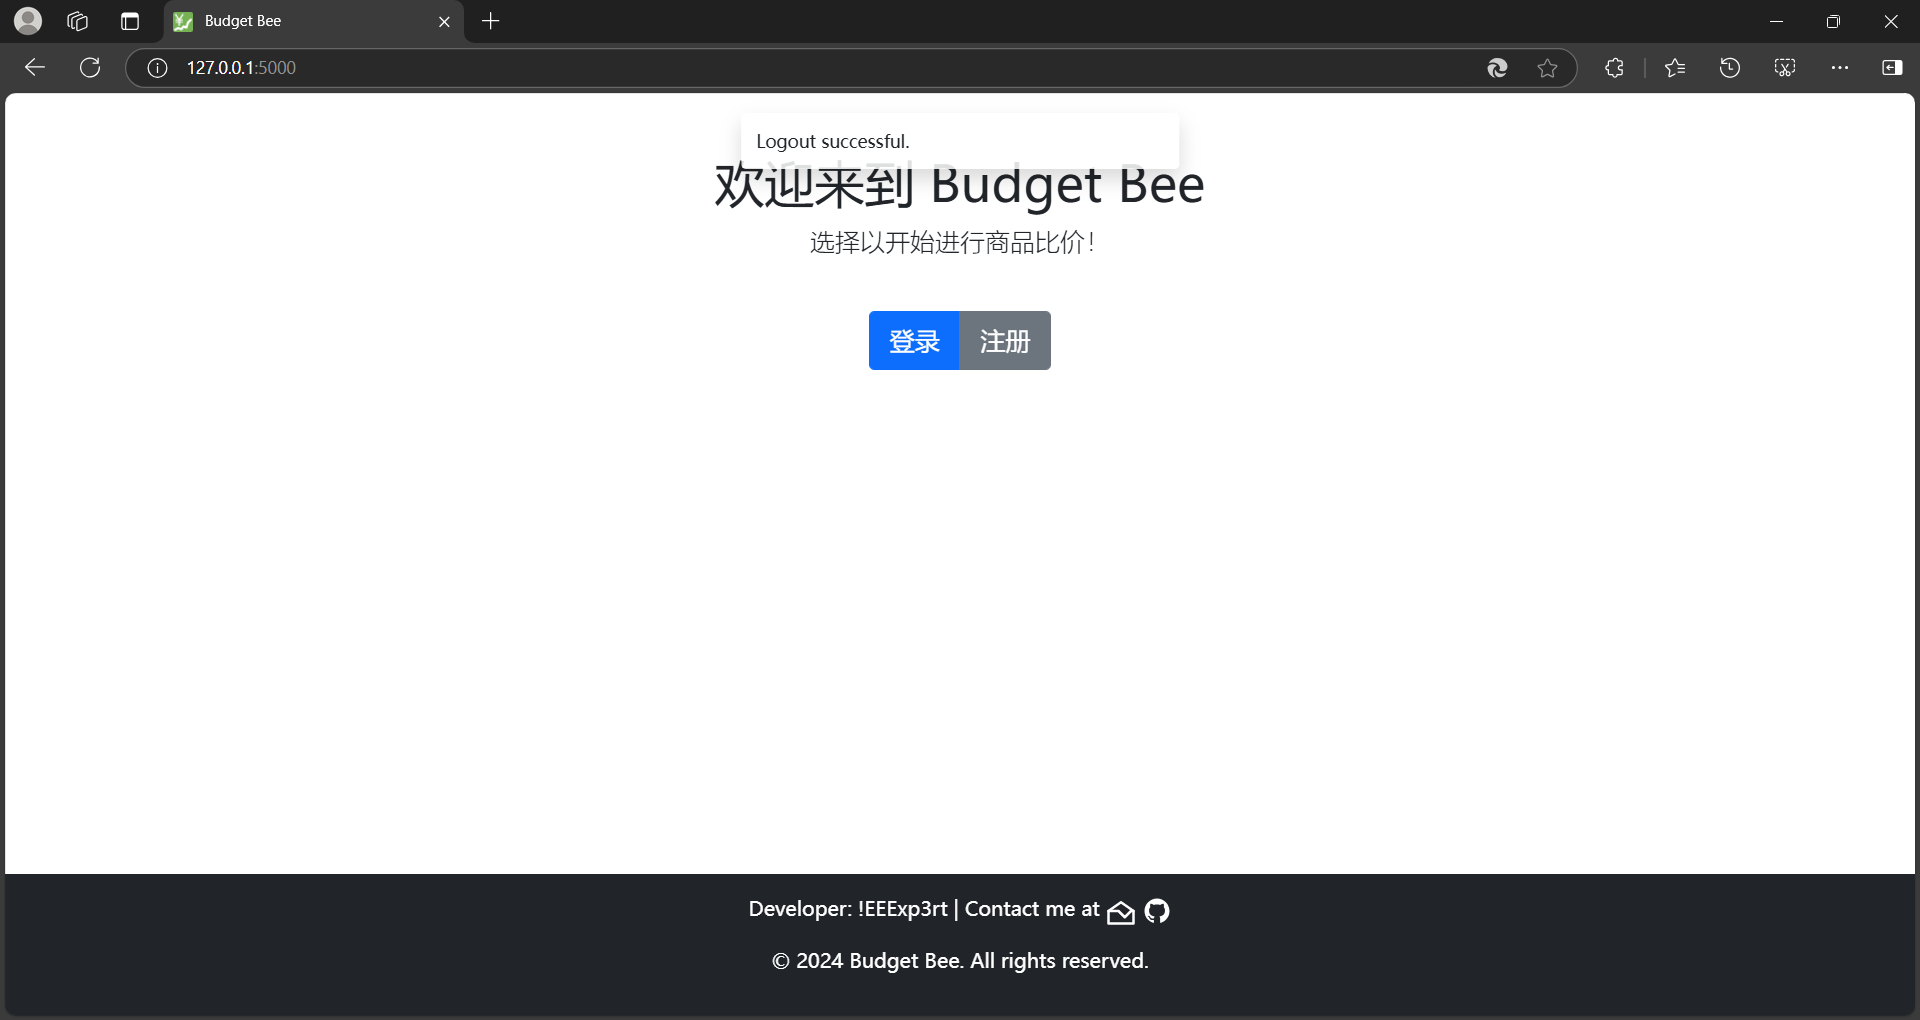 Budget Bee
127.0.0.1:5000
Logout successful.
欢迎来到 Budget Bee
选择以开始进行商品比价！
登录 注册
Developer: !EEExp3rt | Contact me at
© 2024 Budget Bee. All rights reserved.